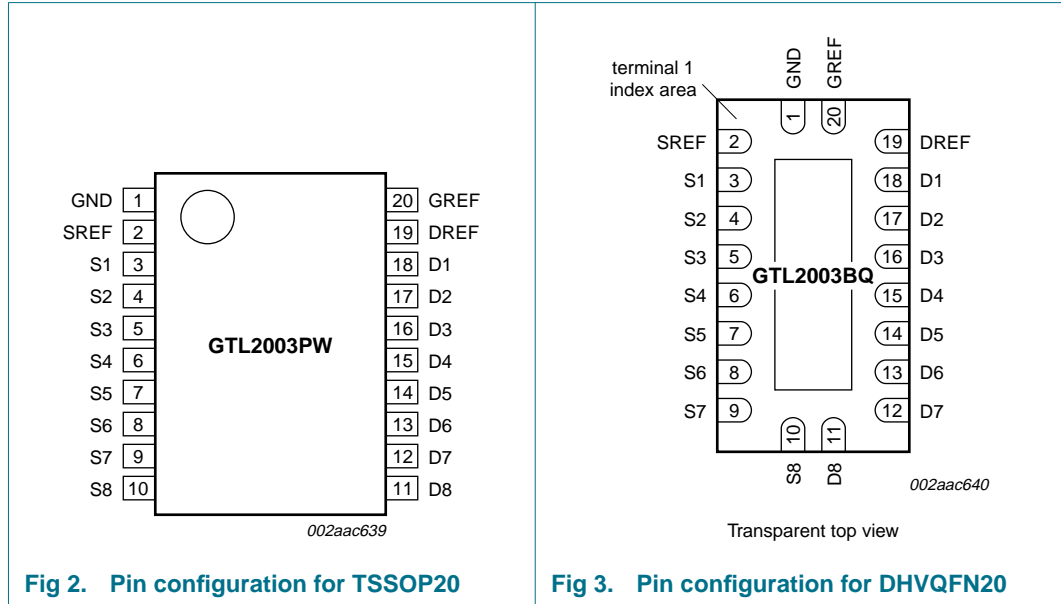 GND 1
SREF 2
S1 3
S2 4
S3 5
S4 6
S5 7
S6 8
S7 9
S8 10
GTL2003PW
20 GREF
19 DREF
18 D1
17 D2
16 D3
15 D4
14 D5
13 D6
12 D7
11 D8
002aac639
Fig 2. Pin configuration for TSSOP20
terminal 1
index area
GND
GREF
1
20
SREF 2
S1 3
S2 4
S3 5
S4 6
S5 7
S6 8
S7 9
GTL2003BQ
19 DREF
18 D1
17 D2
16 D3
15 D4
14 D5
13 D6
12 D7
10
11
S8
D8
002aac640
Transparent top view
Fig 3. Pin configuration for DHVQFN20